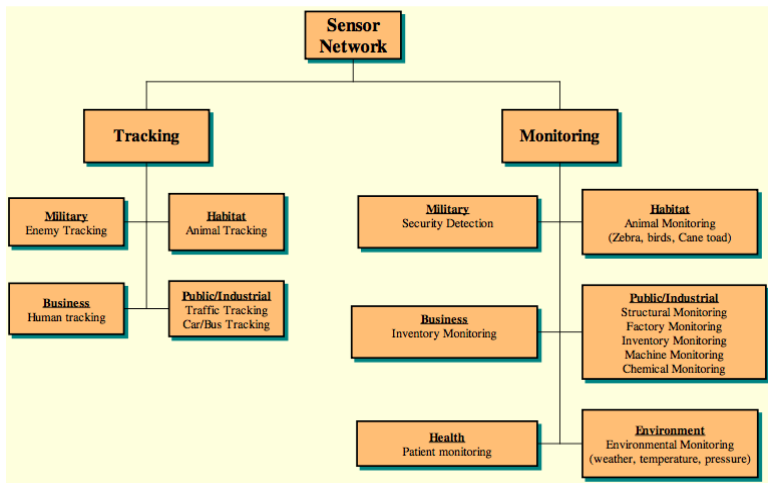 Sensor
Network
Tracking
Monitoring
Military
Enemy Tracking
Habitat
Animal Tracking
Business
Human tracking
Public/Industrial
Traffic Tracking
Car/Bus Tracking
Military
Security Detection
Habitat
Animal Monitoring
(Zebra, birds, Cane toad)
Business
Inventory Monitoring
Public/Industrial
Structural Monitoring
Factory Monitoring
Inventory Monitoring
Machine Monitoring
Chemical Monitoring
Health
Patient monitoring
Environment
Environmental Monitoring
(weather, temperature, pressure)